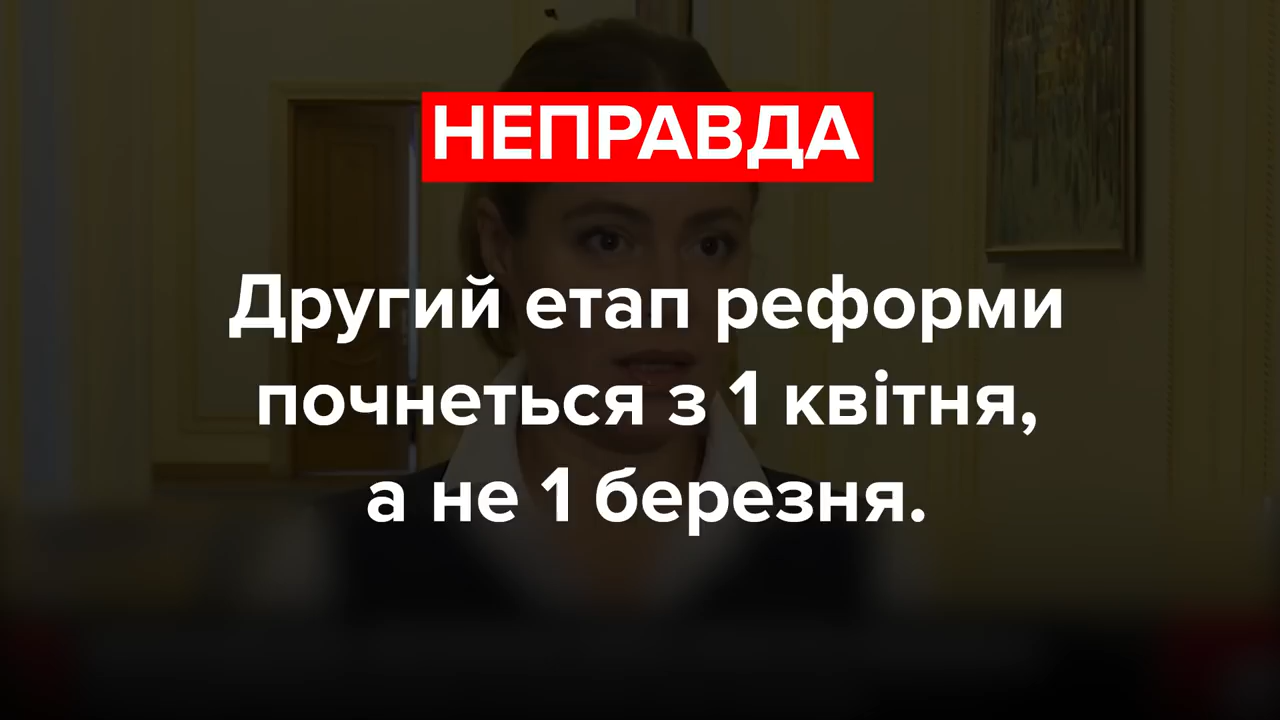 НЕПРАВДА
Другий етап реформи
почнеться з 1 квітня,
а не 1 березня.